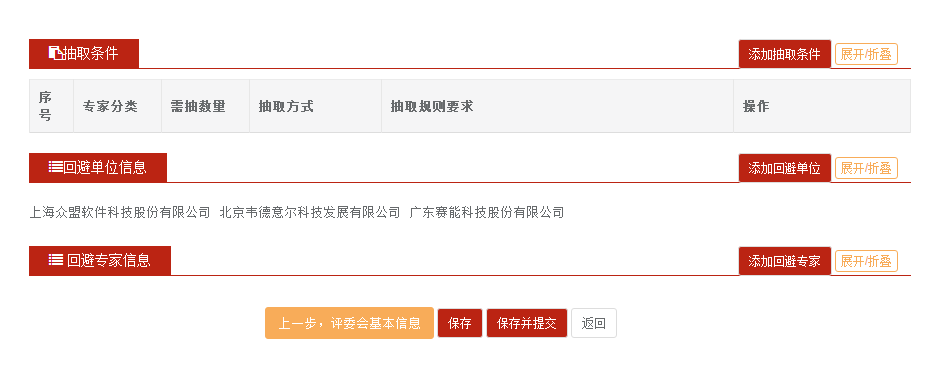 抽取条件 添加抽取条件 展开/折叠
序号 专家分类 需抽数量 抽取方式 抽取规则要求 操作
回避单位信息 添加回避单位 展开/折叠
上海众盟软件科技股份有限公司 北京韦德意尔科技发展有限公司 广东赛能科技股份有限公司
回避专家信息 添加回避专家 展开/折叠
上一步，评委会基本信息 保存 保存并提交 返回